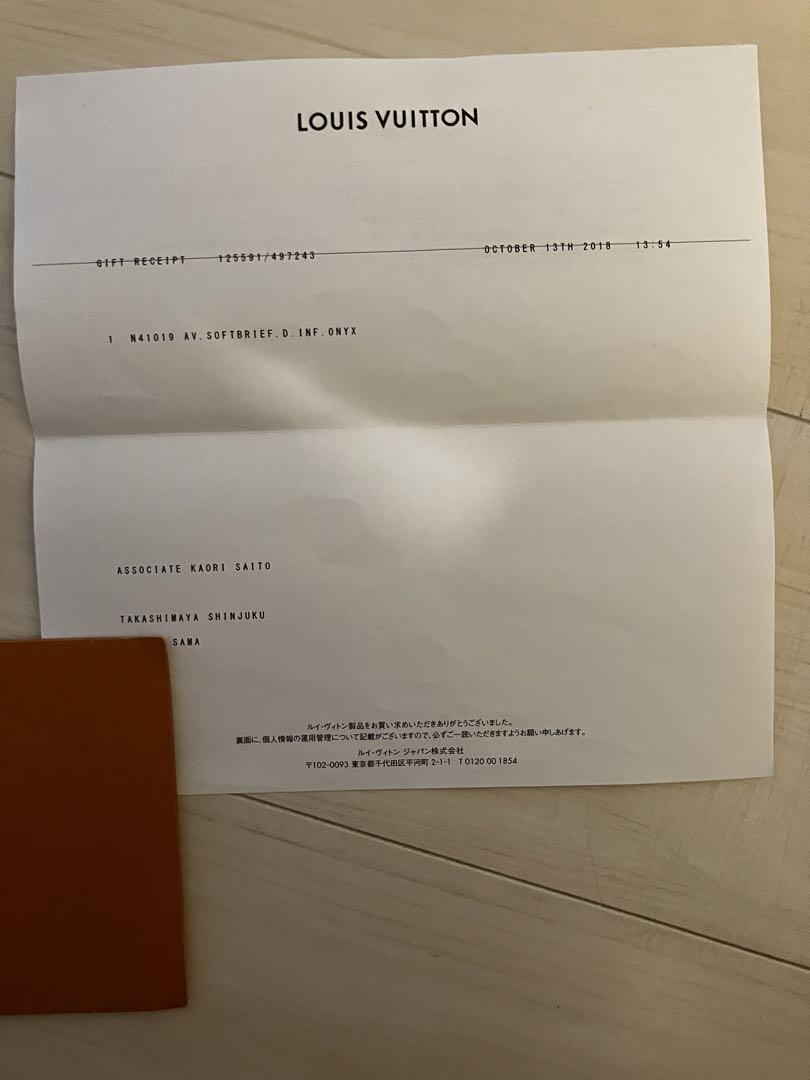 LOUIS VUITTON
GIFT RECEIPT 125591/497243 OCTOBER 13TH 2018 13:54
1 N41019 AV.SOFTBRIEF.D.INF.ONYX
ASSOCIATE KAORI SAITO
TAKASHIMAYA SHINJUKU
SAMA
ルイ・ヴィトン製品をお買い求めいただきありがとうございました。
裏面に、個人情報の運用管理について記載がございますので、必ずご一読いただきますようお願い申しあげます。
ルイ・ヴィトン ジャパン株式会社
〒102-0093 東京都千代田区平河町 2-1-1 T 0120 00 1854